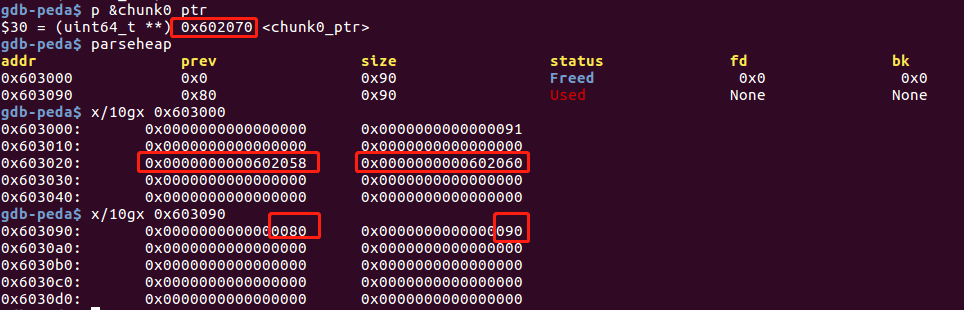 gdb-peda$ p &chunk0_ptr
$30 = (uint64_t **) 0x602070 <chunk0_ptr>
gdb-peda$ parseheap
addr prev size status fd bk
0x603000 0x0 0x90 Freed 0x0 0x0
0x603090 0x80 0x90 Used None None
gdb-peda$ x/10gx 0x603000
0x603000: 0x0000000000000000 0x0000000000000091
0x603010: 0x0000000000000000 0x0000000000000000
0x603020: 0x0000000000602058 0x0000000000602060
0x603030: 0x0000000000000000 0x0000000000000000
0x603040: 0x0000000000000000 0x0000000000000000
gdb-peda$ x/10gx 0x603090
0x603090: 0x0000000000000080 0x0000000000000090
0x6030a0: 0x0000000000000000 0x0000000000000000
0x6030b0: 0x0000000000000000 0x0000000000000000
0x6030c0: 0x0000000000000000 0x0000000000000000
0x6030d0: 0x0000000000000000 0x0000000000000000